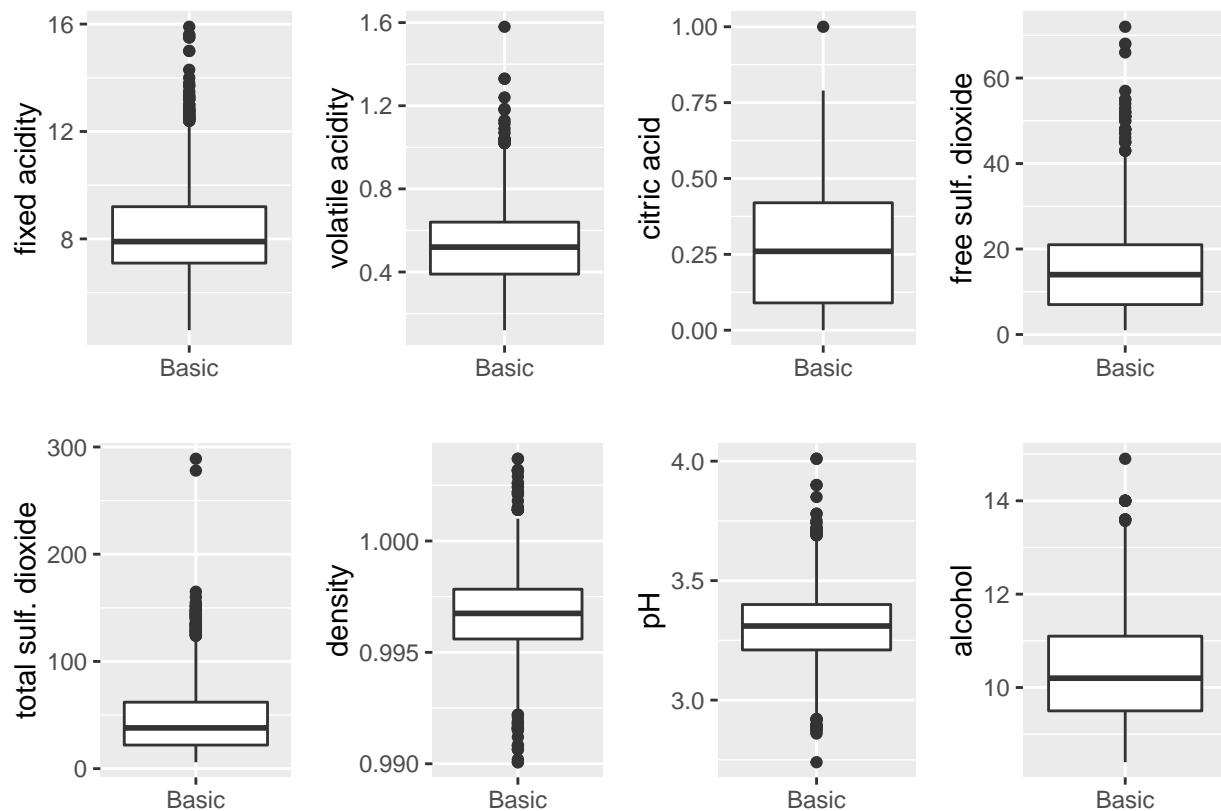 fixed acidity
16
12
8
Basic
volatile acidity
1.6
1.2
0.8
0.4
Basic
citric acid
1.00
0.75
0.50
0.25
0.00
Basic
free sulf. dioxide
60
40
20
0
Basic
total sulf. dioxide
300
200
100
0
Basic
density
1.000
0.995
0.990
Basic
pH
4.0
3.5
3.0
Basic
alcohol
14
12
10
Basic